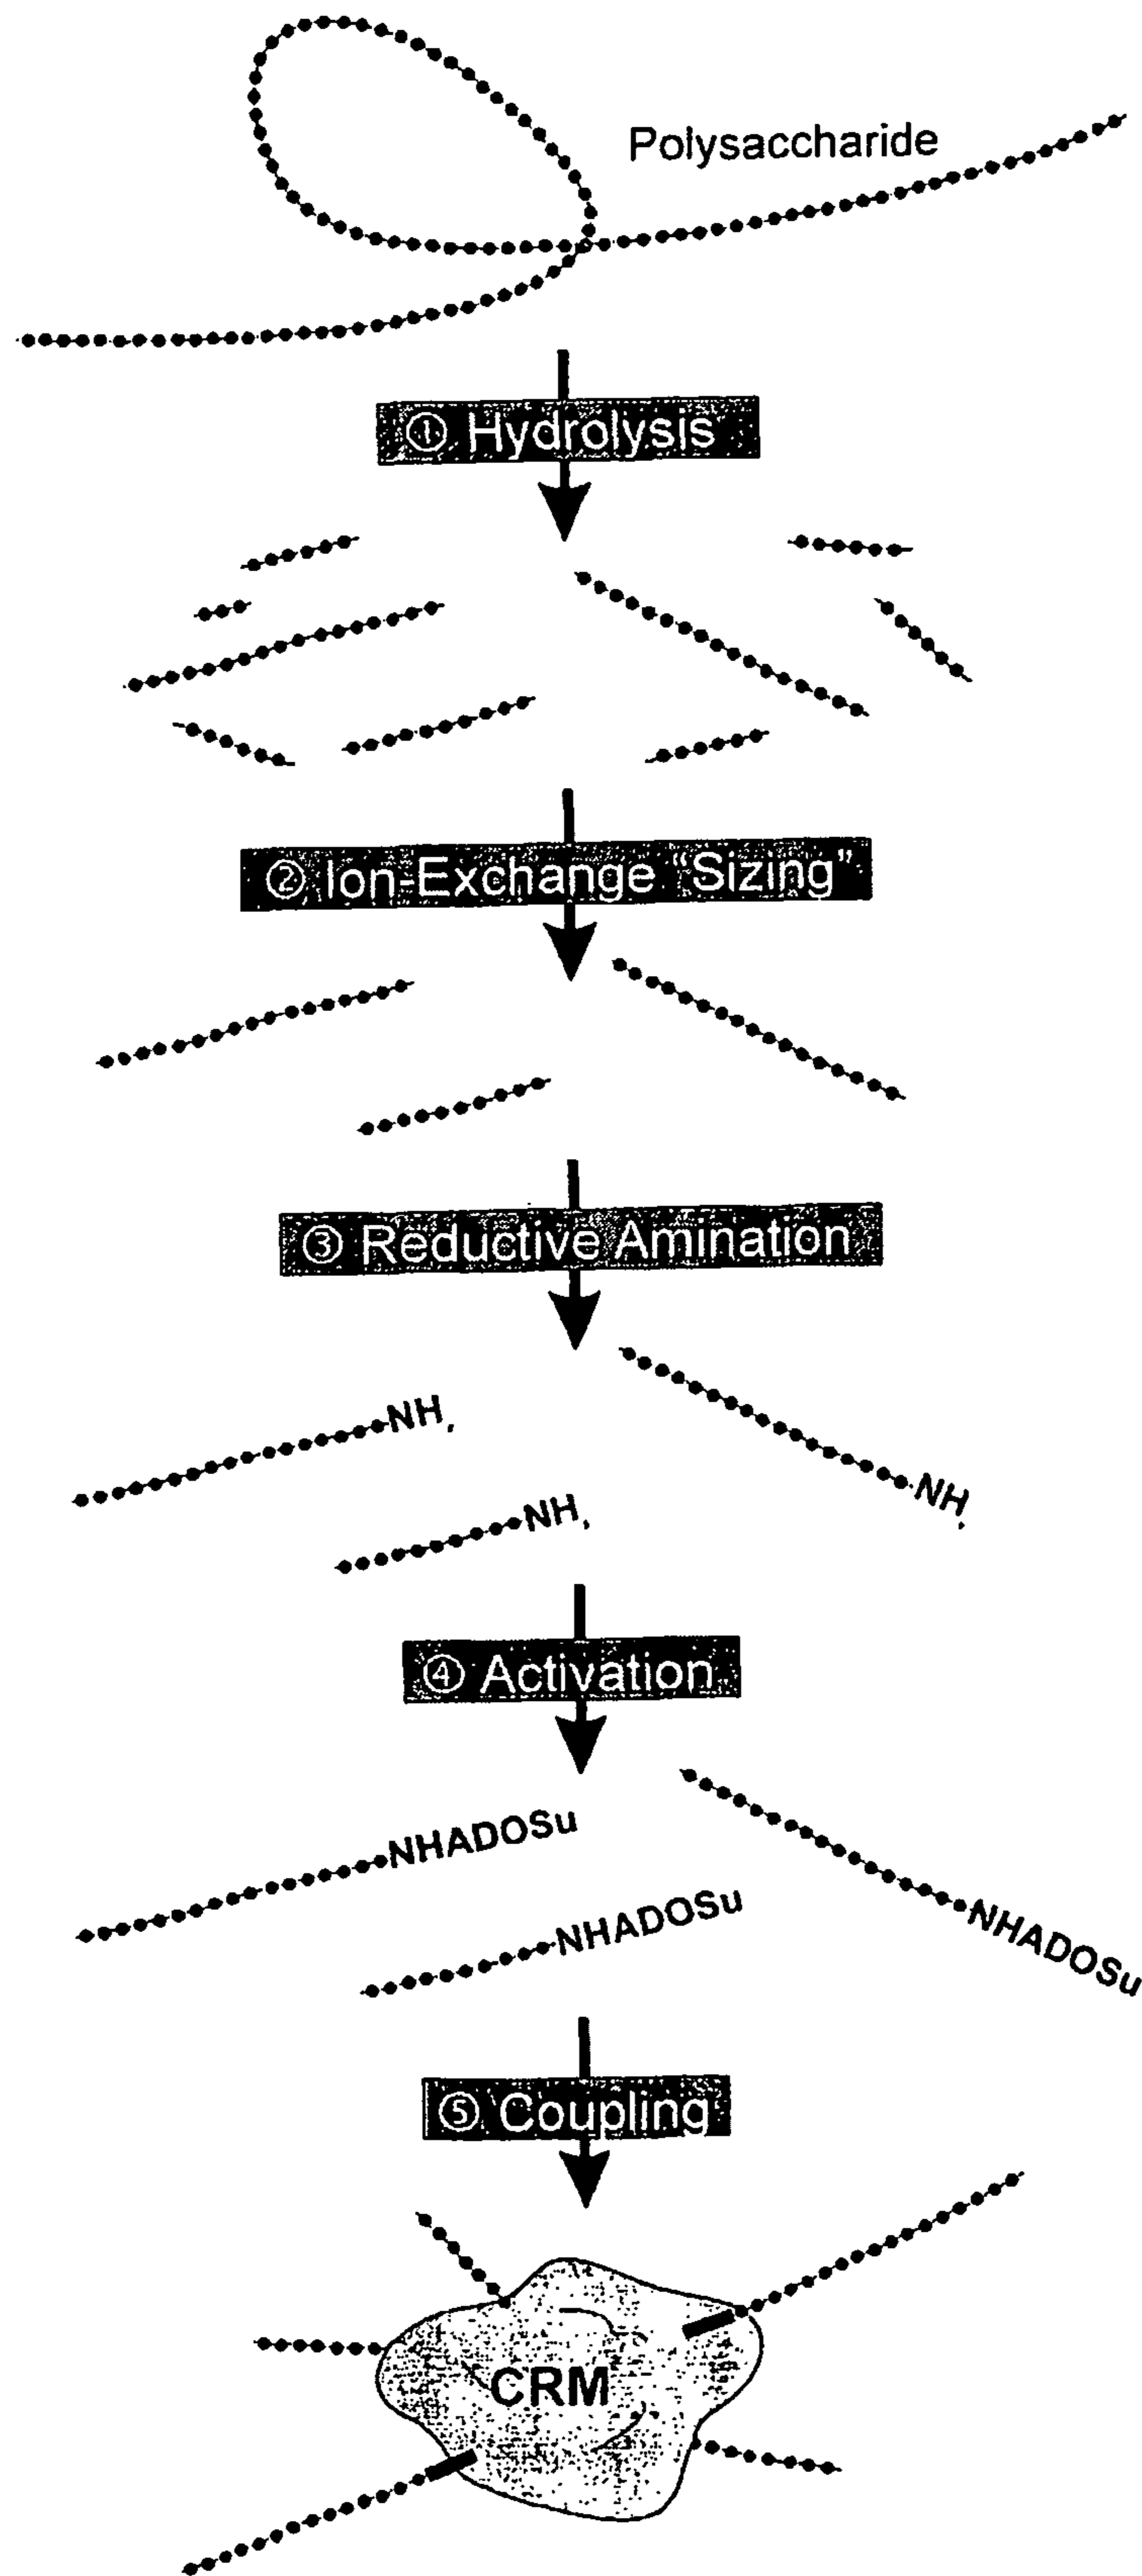 Polysaccharide
① Hydrolysis
② Ion-Exchange “Sizing”
③ Reductive Amination
NH,
NH,
NH,
④ Activation
NHADOSu
NHADOSu
NHADOSu
⑤ Coupling
CRM